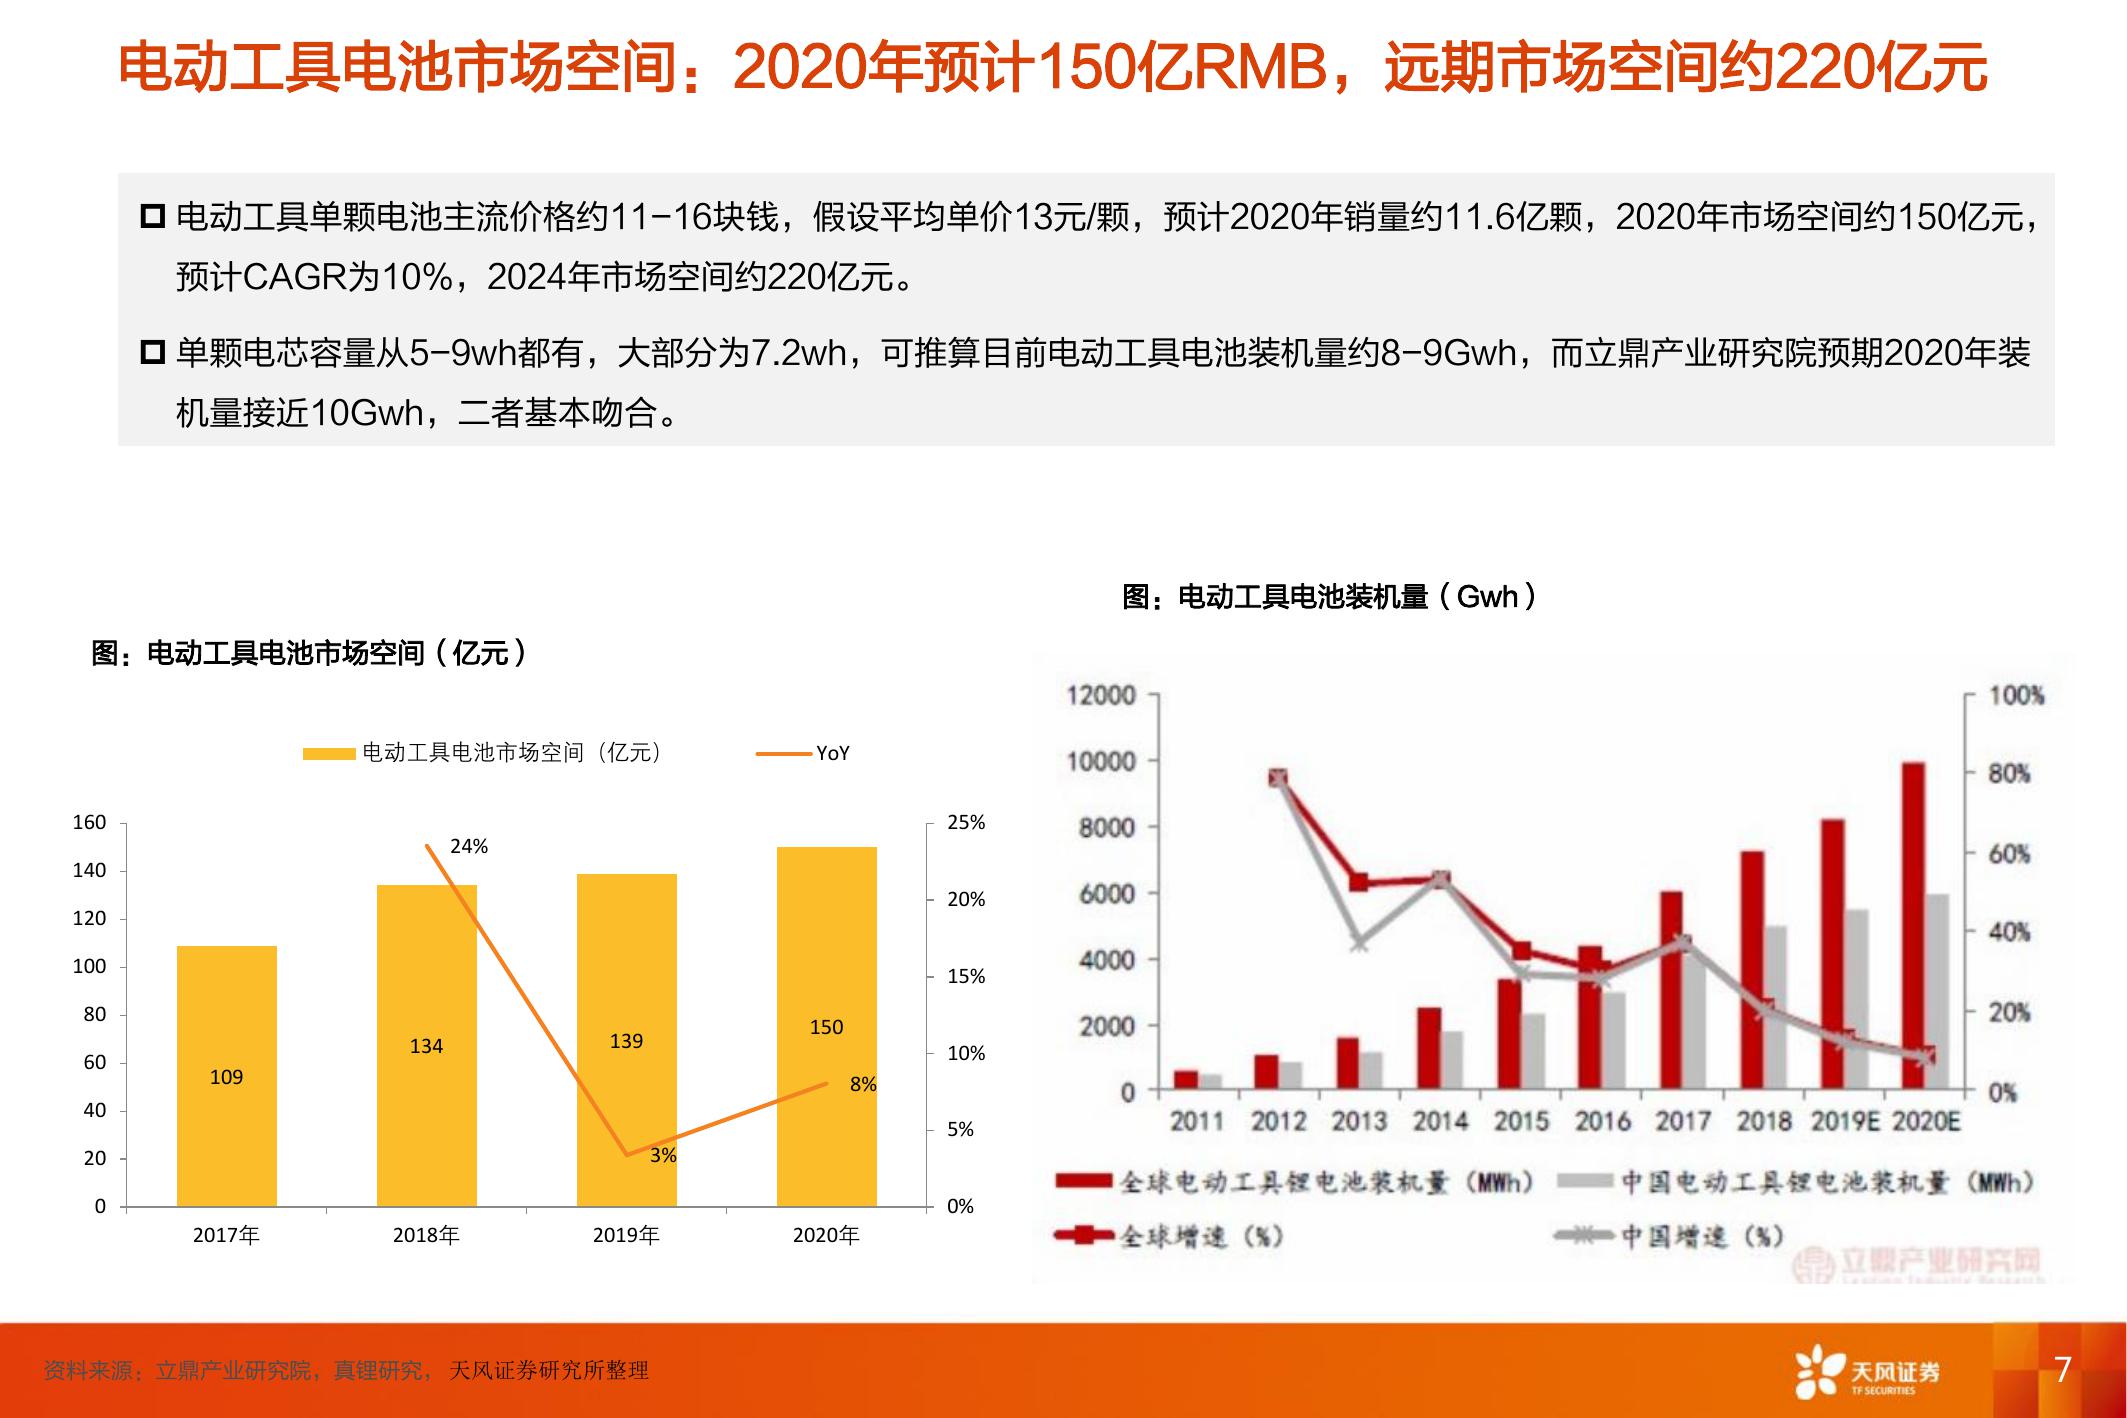 电动工具电池市场空间：2020年预计150亿RMB，远期市场空间约220亿元
电动工具单颗电池主流价格约11-16块钱，假设平均单价13元/颗，预计2020年销量约11.6亿颗，2020年市场空间约150亿元，
预计CAGR为10%，2024年市场空间约220亿元。
单颗电芯容量从5-9wh都有，大部分为7.2wh，可推算目前电动工具电池装机量约8-9Gwh，而立鼎产业研究院预期2020年装
机量接近10Gwh，二者基本吻合。
图：电动工具电池市场空间（亿元）
电动工具电池市场空间（亿元） YoY
160 25%
24%
140
20%
120
100 15%
80
134 139 150
109
60 10%
8%
40
5%
20 3%
0 0%
2017年 2018年 2019年 2020年
图：电动工具电池装机量（Gwh）
12000 100%
10000 80%
8000
60%
6000
40%
4000
2000 20%
0 0%
2011 2012 2013 2014 2015 2016 2017 2018 2019E 2020E
全球电动工具锂电池装机量（MWh） 中国电动工具锂电池装机量（MWh）
全球增速（%） 中国增速（%）
立鼎产业研究网
资料来源：立鼎产业研究院，真锂研究，天风证券研究所整理
天风证券
TF SECURITIES
7